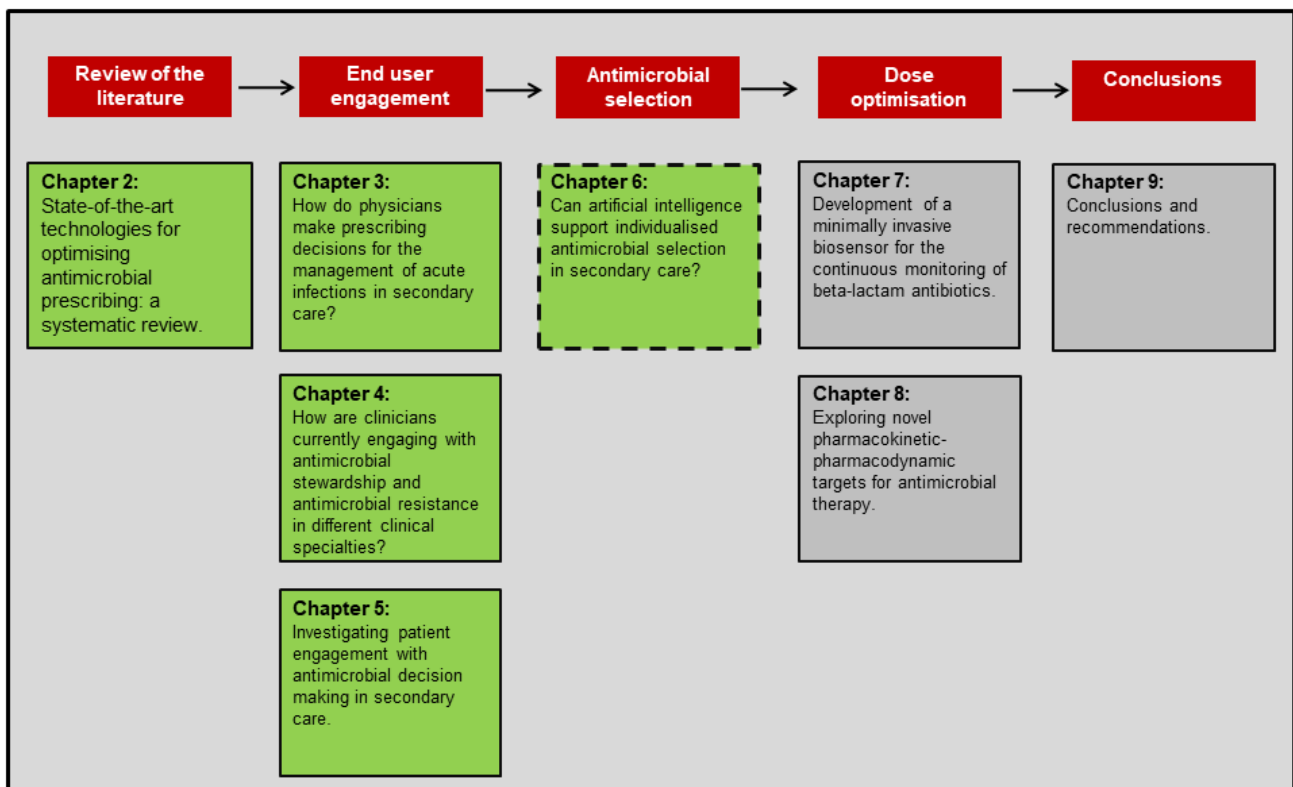 Review of the
literature
End user
engagement
Antimicrobial
selection
Dose
optimisation
Conclusions
Chapter 2:
State-of-the-art
technologies for
optimising
antimicrobial
prescribing: a
systematic review.
Chapter 3:
How do physicians
make prescribing
decisions for the
management of acute
infections in secondary
care?
Chapter 4:
How are clinicians
currently engaging with
antimicrobial
stewardship and
antimicrobial resistance
in different clinical
specialties?
Chapter 5:
Investigating patient
engagement with
antimicrobial decision
making in secondary
care.
Chapter 6:
Can artificial intelligence
support individualised
antimicrobial selection
in secondary care?
Chapter 7:
Development of a
minimally invasive
biosensor for the
continuous monitoring of
beta-lactam antibiotics.
Chapter 8:
Exploring novel
pharmacokinetic-
pharmacodynamic
targets for antimicrobial
therapy.
Chapter 9:
Conclusions and
recommendations.